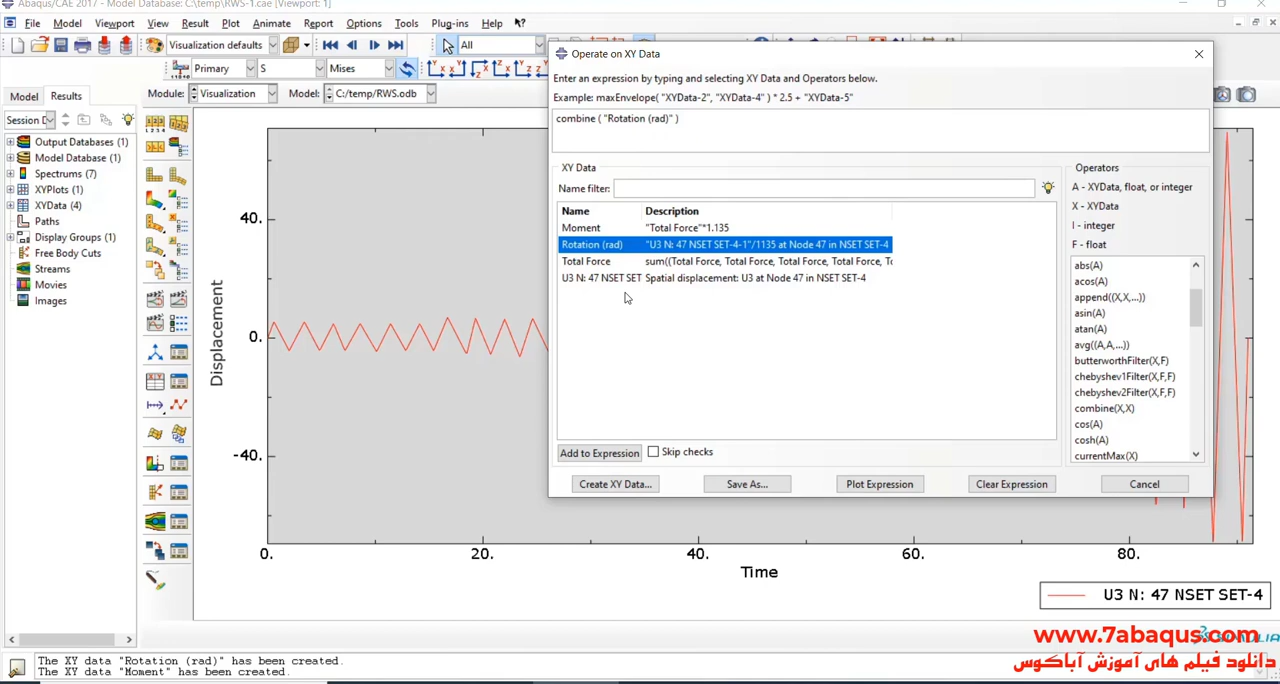 Abaqus/CAE 2017 - Model Database: C:\temp\RWS-1.cae [Viewport: 1]
File Model Viewport View Result Plot Animate Report Options Tools Plug-ins Help
Visualization defaults All
Primary S Mises
Model Results Module: Visualization Model: C:/temp/RWS.odb
Session D
Output Databases (1)
Model Database (1)
Spectrums (7)
XYPlots (1)
XYData (4)
Paths
Display Groups (1)
Free Body Cuts
Streams
Movies
Images
Operate on XY Data
Enter an expression by typing and selecting XY Data and Operators below.
Example: maxEnvelope( "XYData-2", "XYData-4" ) * 2.5 + "XYData-5"
combine ( "Rotation (rad)" )
XY Data
Name filter:
Name Description
Moment "Total Force"*1.135
Rotation (rad) "U3 N: 47 NSET SET-4-1"/1135 at Node 47 in NSET SET-4
Total Force sum((Total Force, Total Force, Total Force, Total Force, To
U3 N: 47 NSET SET Spatial displacement: U3 at Node 47 in NSET SET-4
Add to Expression Skip checks
Operators
A - XYData, float, or integer
X - XYData
I - integer
F - float
abs(A)
acos(A)
append((X,X,...))
asin(A)
atan(A)
avg((A,A,...))
butterworthFilter(X,F)
chebyshev1Filter(X,F,F)
chebyshev2Filter(X,F,F)
combine(X,X)
cos(A)
cosh(A)
currentMax(X)
Create XY Data... Save As... Plot Expression Clear Expression Cancel
Displacement
40.
0.
-40.
0. 20. 40. 60. 80.
Time
U3 N: 47 NSET SET-4
www.7abaqus.com
دانلود فیلم های آموزش آباکوس
The XY data "Rotation (rad)" has been created.
The XY data "Moment" has been created.